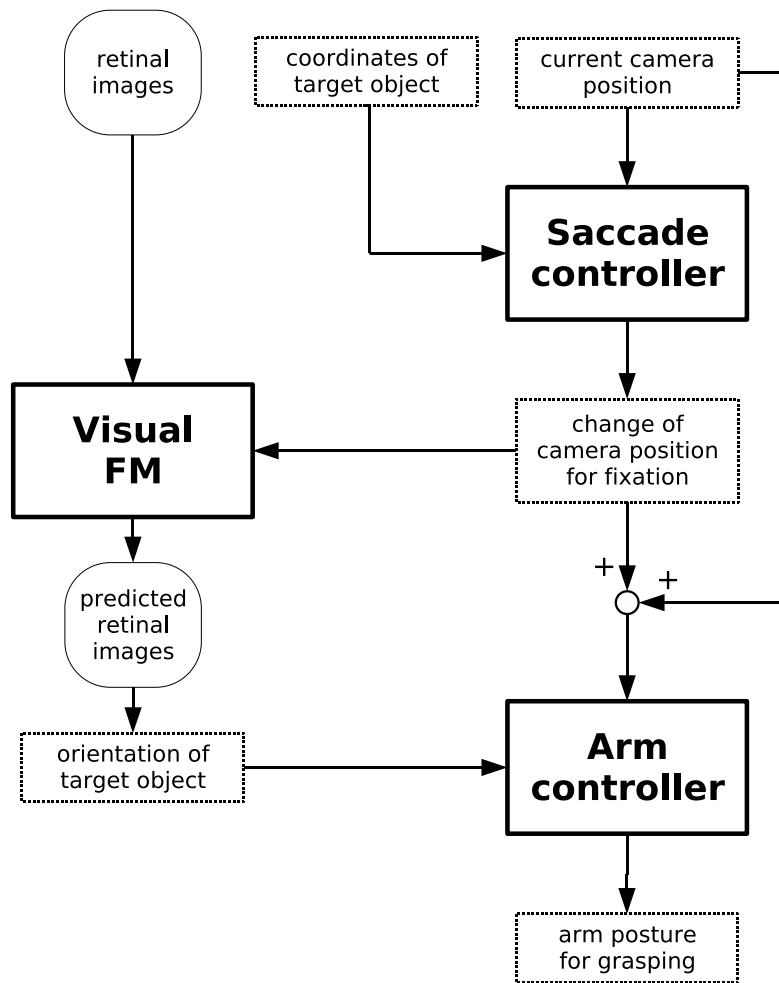 retinal
images
coordinates of
target object
current camera
position
Saccade
controller
Visual
FM
change of
camera position
for fixation
+
+
predicted
retinal
images
orientation of
target object
Arm
controller
arm posture
for grasping